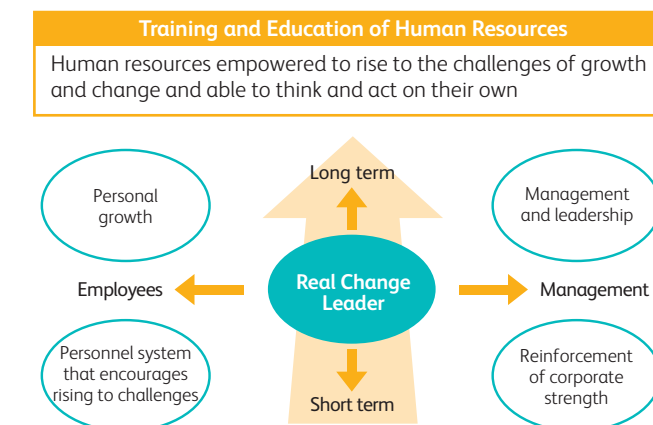 Training and Education of Human Resources
Human resources empowered to rise to the challenges of growth
and change and able to think and act on their own
Long term
Personal
growth
Management
and leadership
Employees
Real Change
Leader
Management
Personnel system
that encourages
rising to challenges
Short term
Reinforcement
of corporate
strength